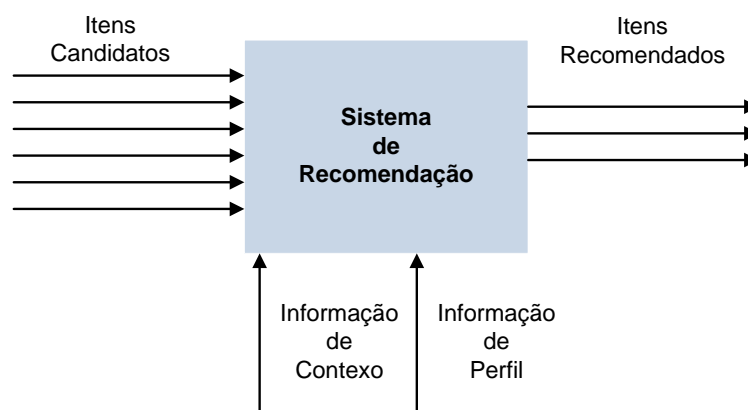 Itens
Candidatos
Itens
Recomendados
Sistema
de
Recomendação
Informação
de
Contexo
Informação
de
Perfil